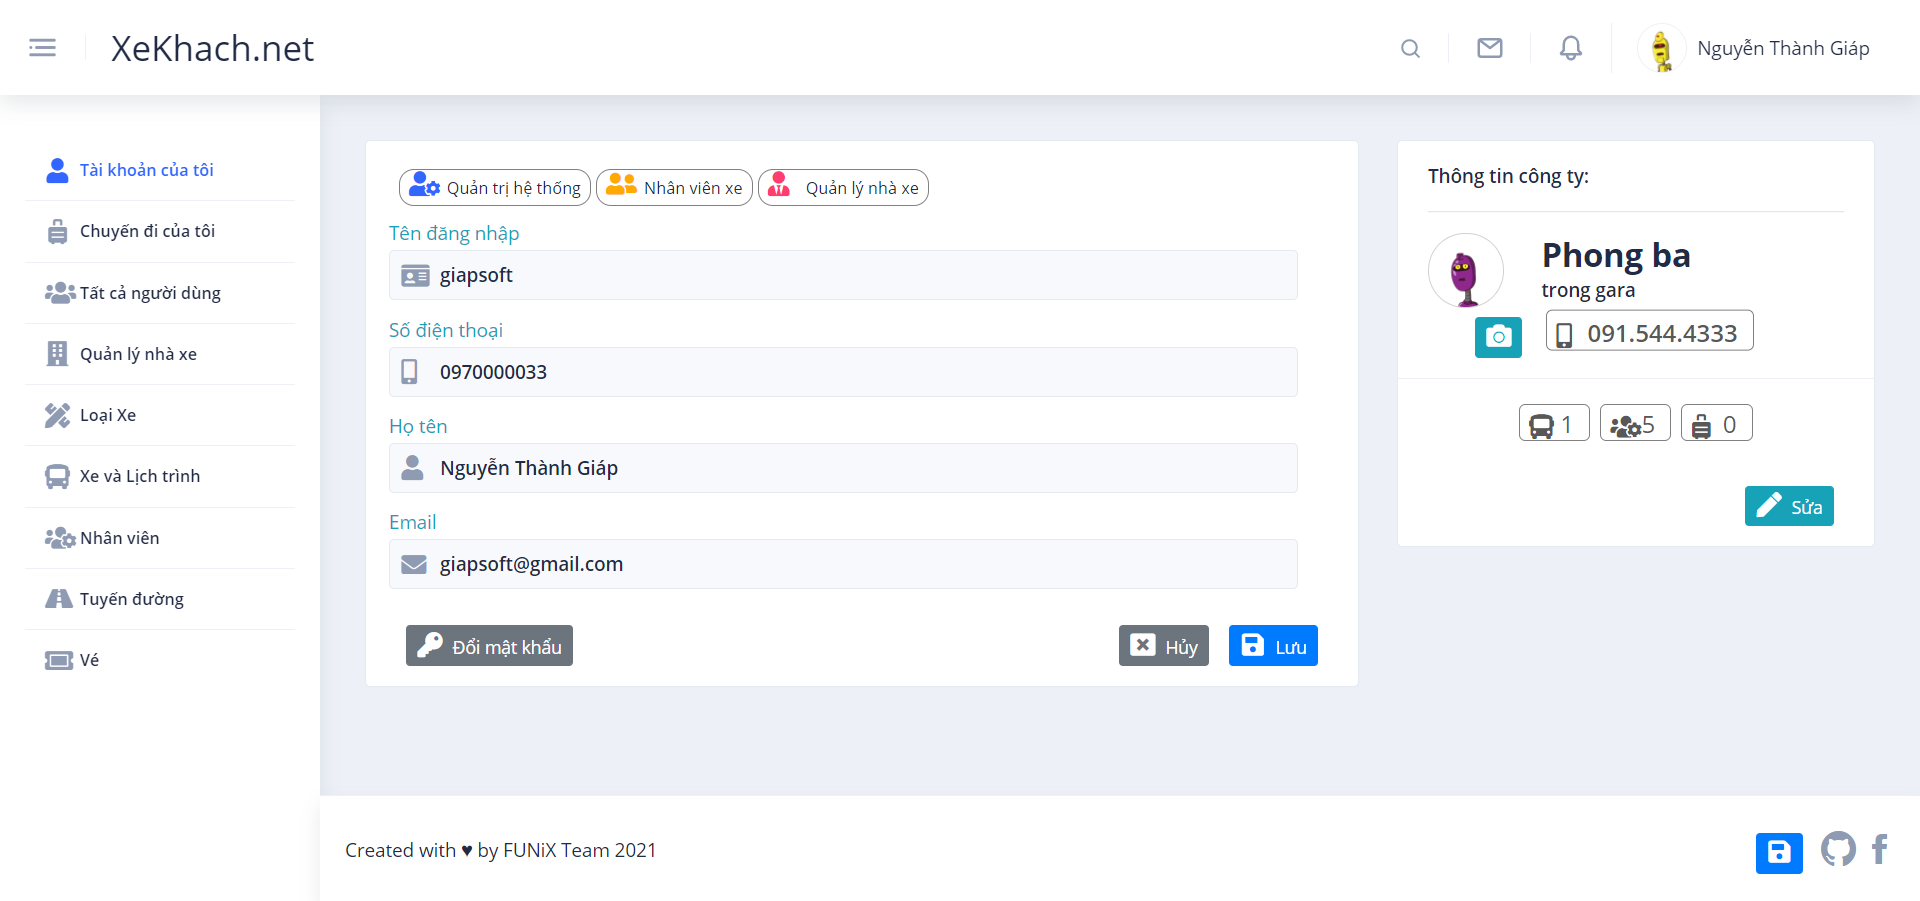 XeKhach.net
Nguyễn Thành Giáp
Tài khoản của tôi
Chuyến đi của tôi
Tất cả người dùng
Quản lý nhà xe
Loại Xe
Xe và Lịch trình
Nhân viên
Tuyến đường
Vé
Quản trị hệ thống
Nhân viên xe
Quản lý nhà xe
Tên đăng nhập
giapsoft
Số điện thoại
0970000033
Họ tên
Nguyễn Thành Giáp
Email
giapsoft@gmail.com
Đổi mật khẩu
Hủy
Lưu
Thông tin công ty:
Phong ba
trong gara
091.544.4333
1
5
0
Sửa
Created with ♥ by FUNiX Team 2021